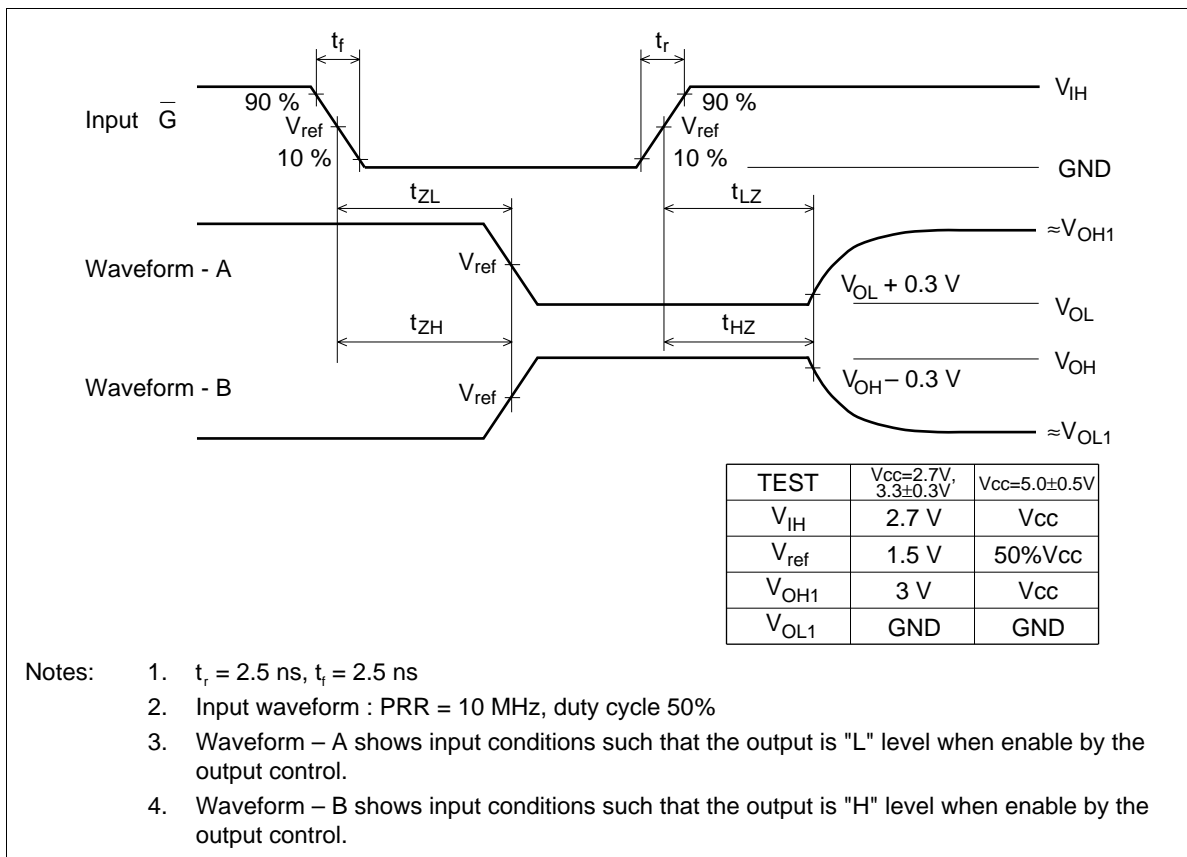 tf tr
90 % 90 % VIH
Input G̅ Vref Vref
10 % 10 % GND
tZL tLZ
≈VOH1
Waveform - A Vref VOL + 0.3 V
VOL
tZH tHZ
VOH
Waveform - B Vref VOH – 0.3 V
≈VOL1
TEST Vcc=2.7V, 3.3±0.3V Vcc=5.0±0.5V
VIH 2.7 V Vcc
Vref 1.5 V 50%Vcc
VOH1 3 V Vcc
VOL1 GND GND
Notes: 1. tr = 2.5 ns, tf = 2.5 ns
2. Input waveform : PRR = 10 MHz, duty cycle 50%
3. Waveform – A shows input conditions such that the output is "L" level when enable by the
output control.
4. Waveform – B shows input conditions such that the output is "H" level when enable by the
output control.